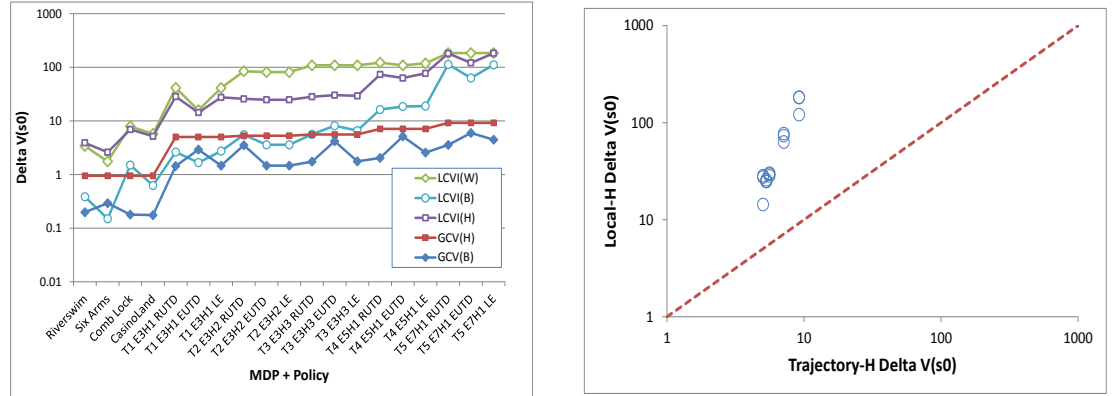 1000
100
10
1
0.1
0.01
Delta V(s0)
LCVI(W)
LCVI(B)
LCVI(H)
GCV(H)
GCV(B)
Riverswim
Six Arms
Comb Lock
CasinoLand
T1 E3H1 RUTD
T1 E3H1 EUTD
T1 E3H1 LE
T2 E3H2 RUTD
T2 E3H2 EUTD
T2 E3H2 LE
T3 E3H3 RUTD
T3 E3H3 EUTD
T3 E3H3 LE
T4 E5H1 RUTD
T4 E5H1 EUTD
T4 E5H1 LE
T5 E7H1 RUTD
T5 E7H1 EUTD
T5 E7H1 LE
MDP + Policy
1000
100
10
1
Local-H Delta V(s0)
1 10 100 1000
Trajectory-H Delta V(s0)